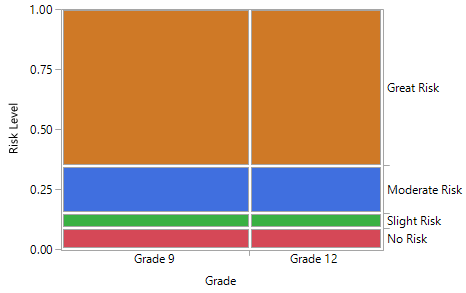 1.00
0.75
0.50
0.25
0.00
Risk Level
Great Risk
Moderate Risk
Slight Risk
No Risk
Grade 9
Grade 12
Grade